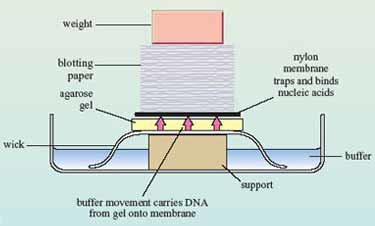 weight
blotting
paper
agarose
gel
nylon
membrane
traps and binds
nucleic acids
wick
buffer
support
buffer movement carries DNA
from gel onto membrane